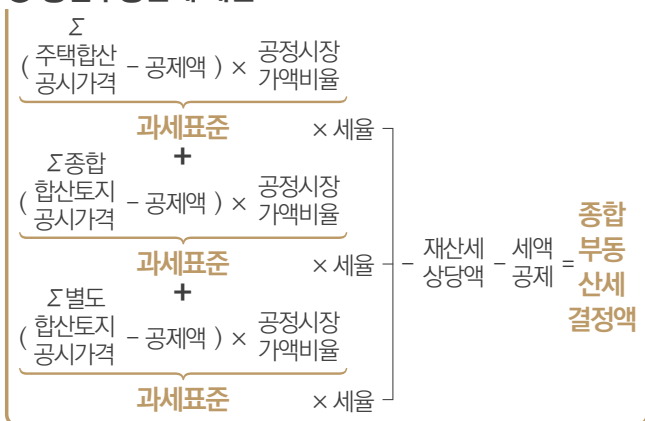 Σ
( 주택합산 공시가격 – 공제액 ) × 공정시장 가액비율
과세표준 × 세율
+
Σ종합
( 합산토지 공시가격 – 공제액 ) × 공정시장 가액비율
과세표준 × 세율
+
Σ별도
( 합산토지 공시가격 – 공제액 ) × 공정시장 가액비율
과세표준 × 세율
– 재산세 상당액 – 세액 공제 = 종합 부동 산세 결정액